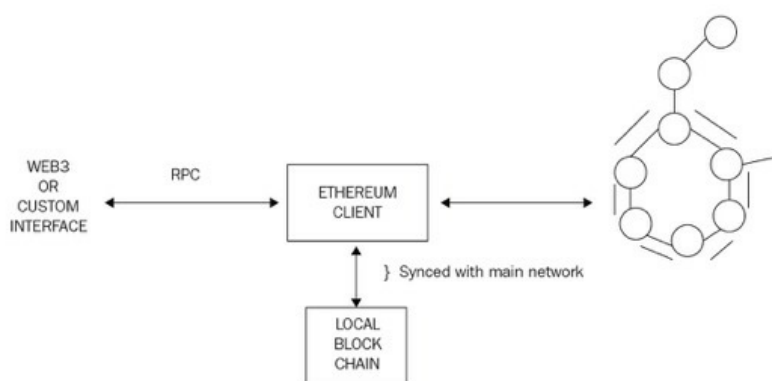 WEB3
OR
CUSTOM
INTERFACE
RPC
ETHEREUM
CLIENT
} Synced with main network
LOCAL
BLOCK
CHAIN